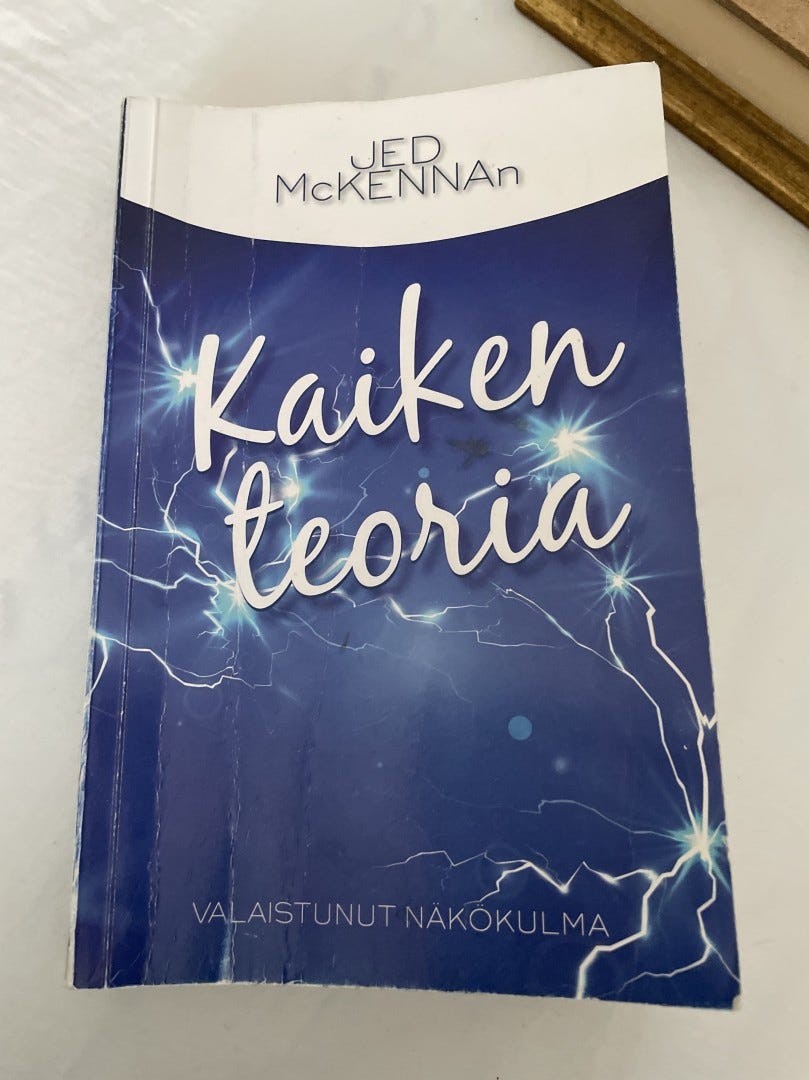 JED
McKENNAn
Kaiken
teoria
VALAISTUNUT NÄKÖKULMA